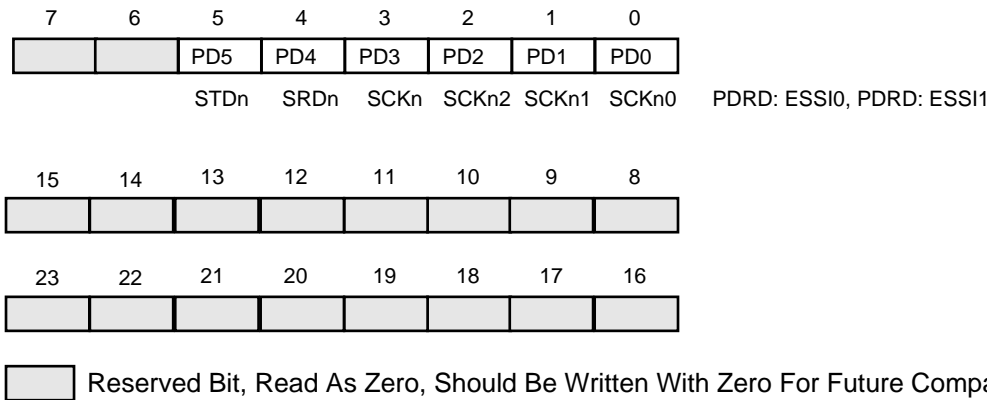 7 6 5 4 3 2 1 0
PD5 PD4 PD3 PD2 PD1 PD0
STDn SRDn SCKn SCKn2 SCKn1 SCKn0 PDRD: ESSI0, PDRD: ESSI1
15 14 13 12 11 10 9 8
23 22 21 20 19 18 17 16
Reserved Bit, Read As Zero, Should Be Written With Zero For Future Compa